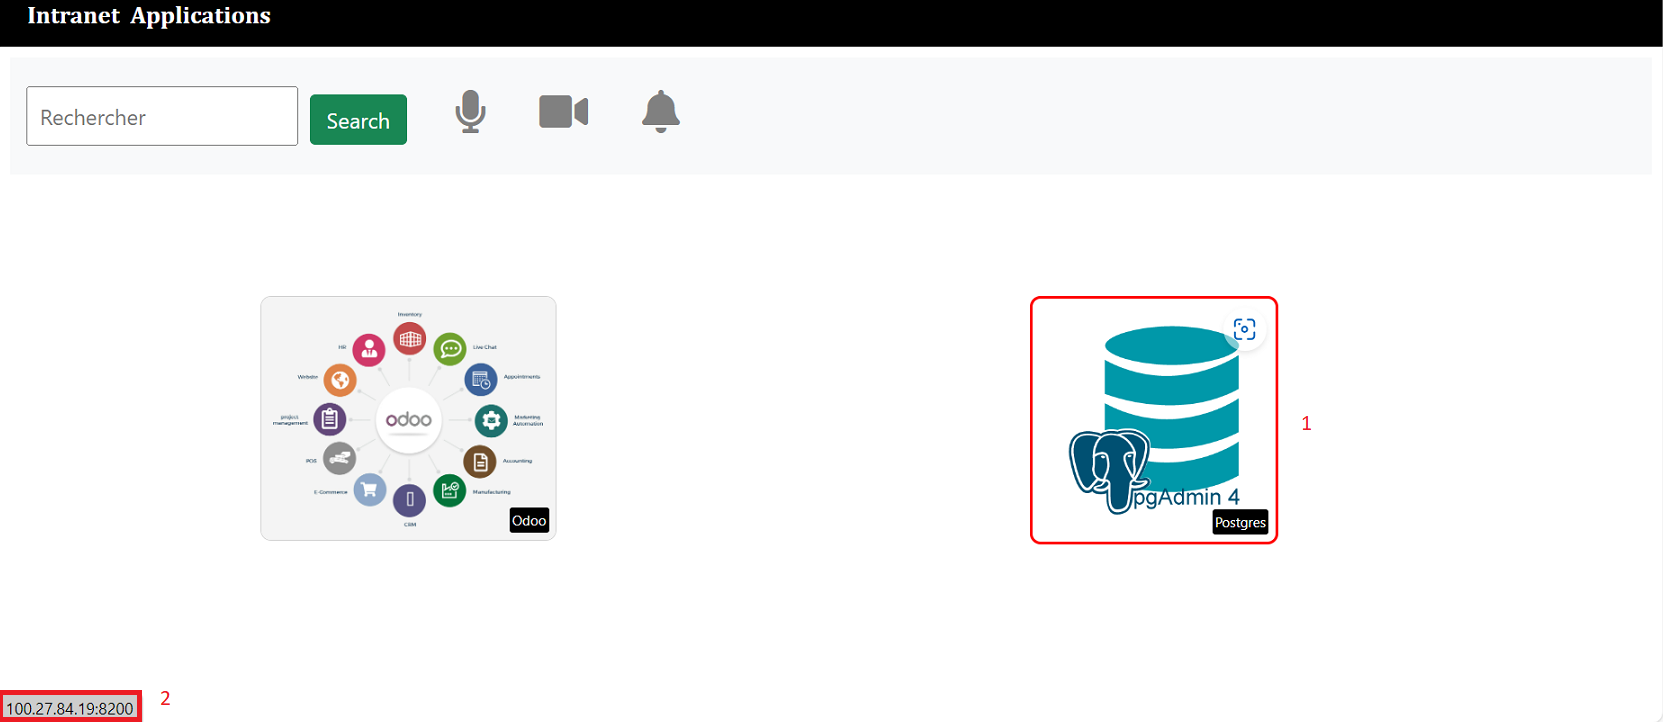 Intranet Applications
Rechercher
Search
Inventory
HR
Live Chat
Website
Appointments
project
management
odoo
Marketing
Automation
POS
Accounting
E-Commerce
Manufacturing
CRM
Odoo
pgAdmin 4
Postgres
1
100.27.84.19:8200
2